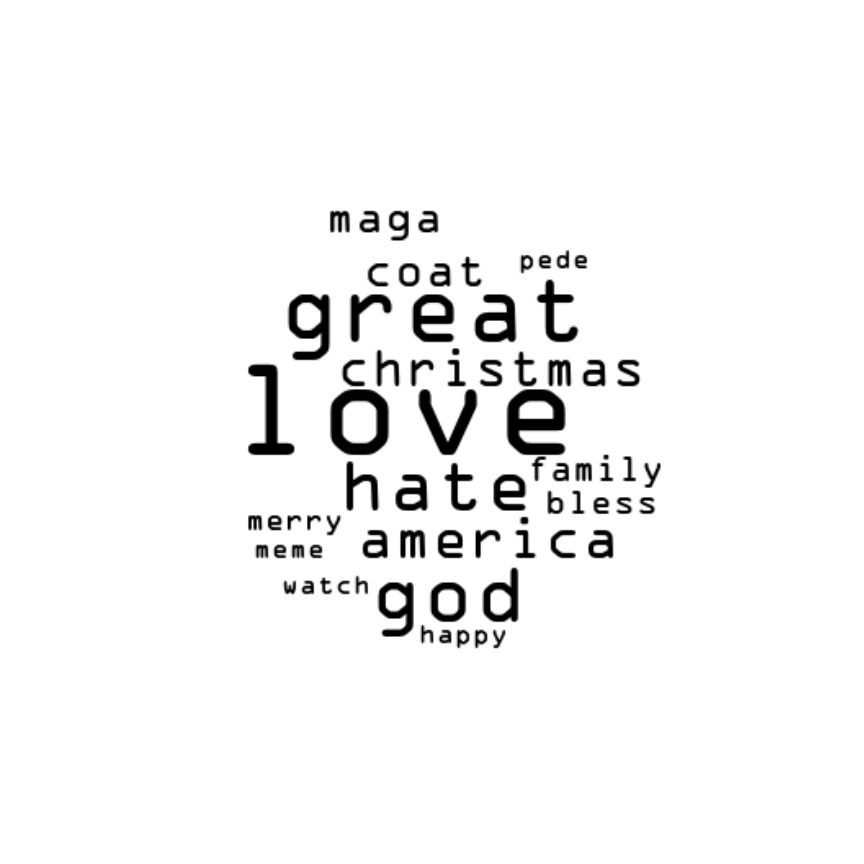 maga
coat pede
great
christmas
love
hate family
bless
merry america
meme
watch god
happy